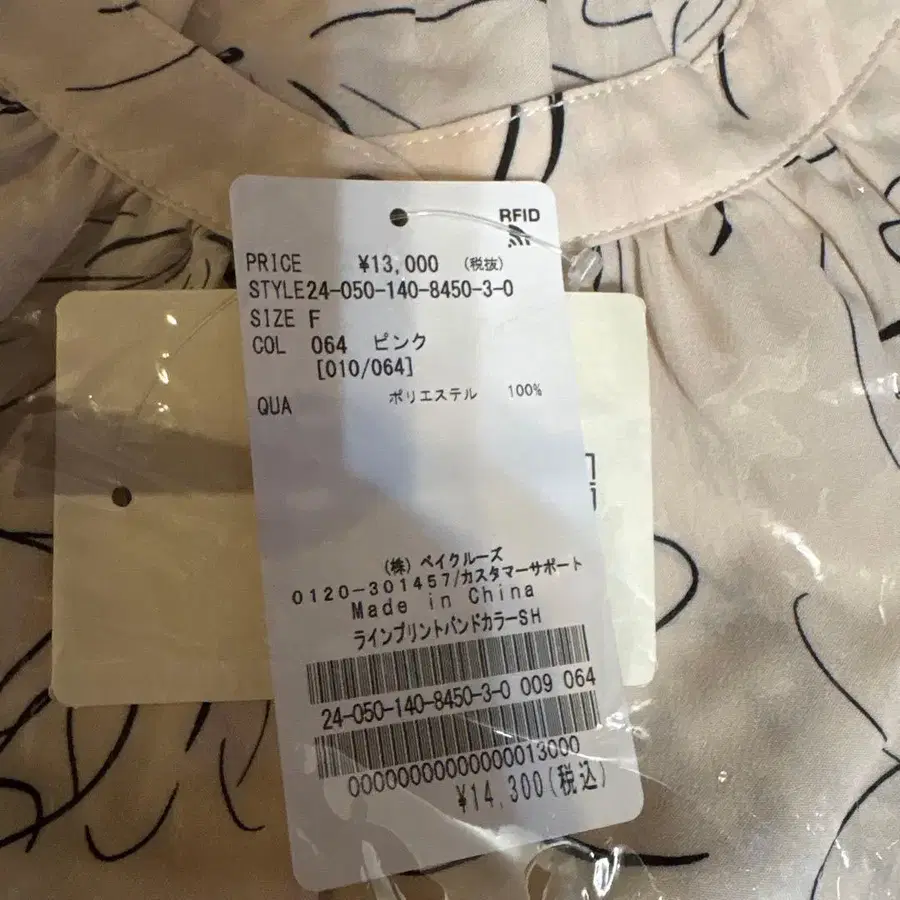 RFID
PRICE ¥13,000 (税抜)
STYLE24-050-140-8450-3-0
SIZE F
COL 064 ピンク
[010/064]
QUA ポリエステル 100%
(株) ベイクルーズ
0120-301457/カスタマーサポート
Made in China
ラインプリントバンドカラーSH
24-050-140-8450-3-0 009 064
00000000000000013000
¥14,300(税込)